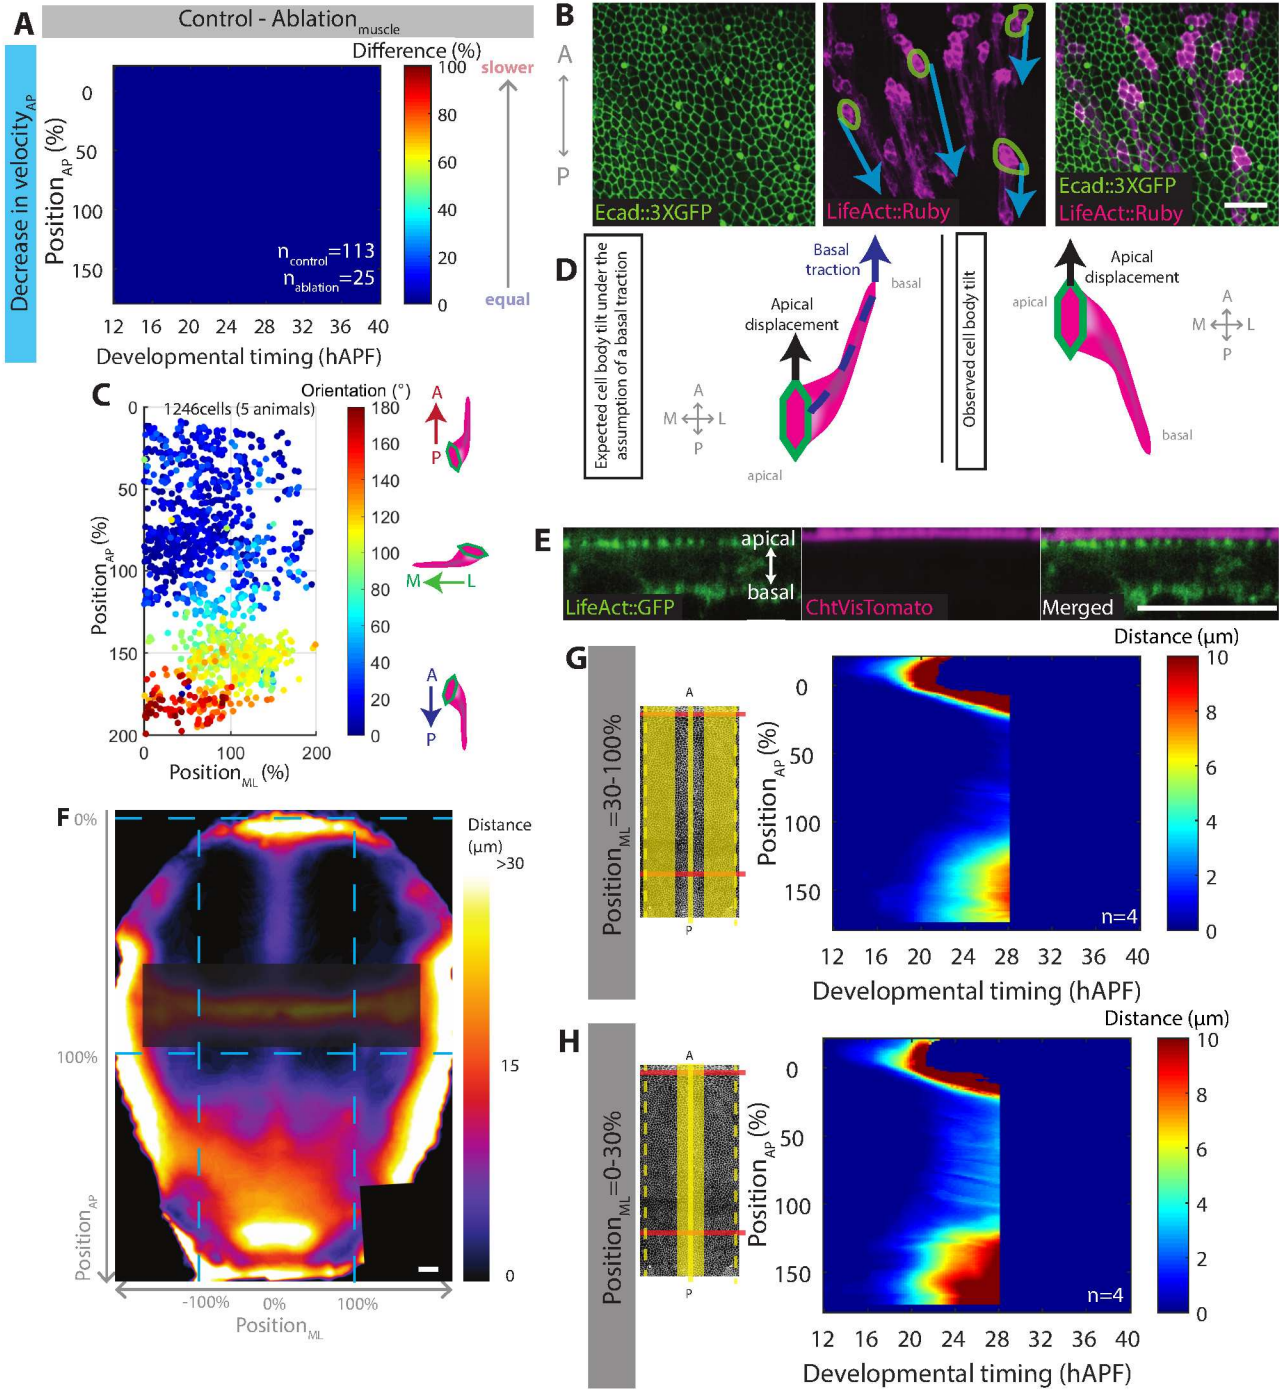 A
Control - Ablation muscle
Decrease in velocity AP
Difference (%)
Position AP (%)
0
50
100
150
n control=113
n ablation=25
12 16 20 24 28 32 36 40
Developmental timing (hAPF)
100
80
60
40
20
0
slower
equal
B
A
P
Ecad::3XGFP
LifeAct::Ruby
Ecad::3XGFP
LifeAct::Ruby
C
1246cells (5 animals)
Orientation (°)
Position AP (%)
0
50
100
150
200
0 100 200
Position ML (%)
180
160
140
120
100
80
60
40
20
0
A
P
M L
A
P
D
Expected cell body tilt under the
assumption of a basal traction
Basal
traction
basal
Apical
displacement
A
M L
P
apical
Observed cell body tilt
Apical
displacement
apical
A
M L
P
basal
E
apical
basal
LifeAct::GFP
ChtVisTomato
Merged
F
0%
100%
Position AP
-100% 0% 100%
Position ML
Distance
(µm)
>30
15
0
G
Position ML=30-100%
A
P
Position AP (%)
0
50
100
150
n=4
12 16 20 24 28 32 36 40
Developmental timing (hAPF)
Distance (µm)
10
8
6
4
2
0
H
Position ML=0-30%
A
P
Position AP (%)
0
50
100
150
n=4
12 16 20 24 28 32 36 40
Developmental timing (hAPF)
Distance (µm)
10
8
6
4
2
0